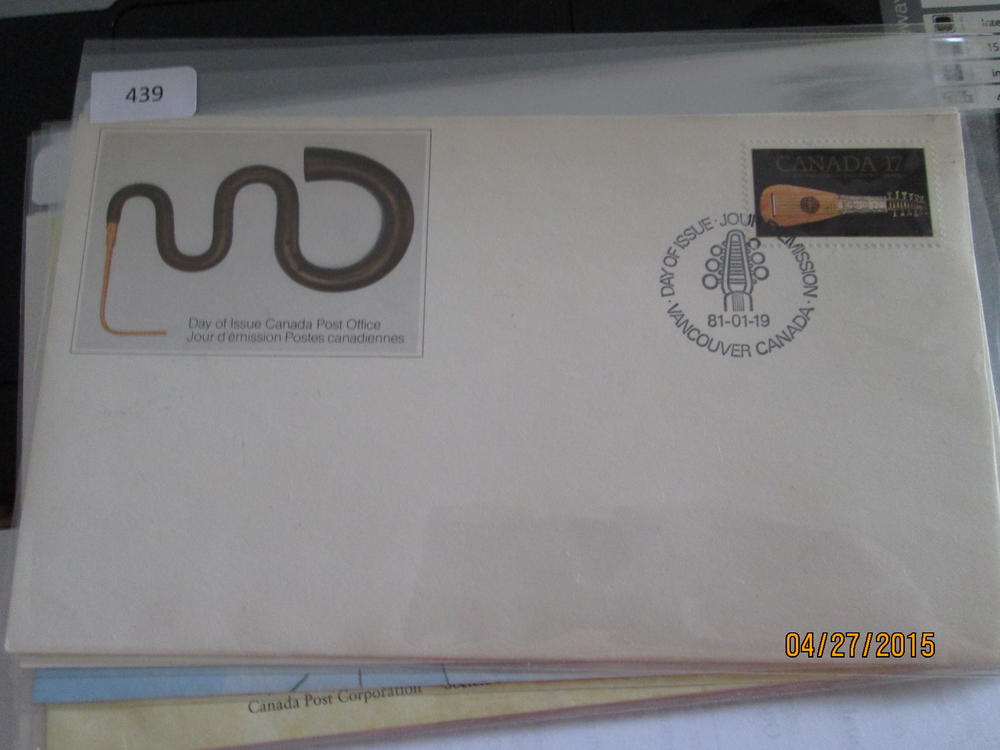 439
CANADA 17
DAY OF ISSUE · JOUR D'ÉMISSION
81-01-19
· VANCOUVER CANADA ·
Day of Issue Canada Post Office
Jour d'émission Postes canadiennes
04/27/2015
Canada Post Corporation
15